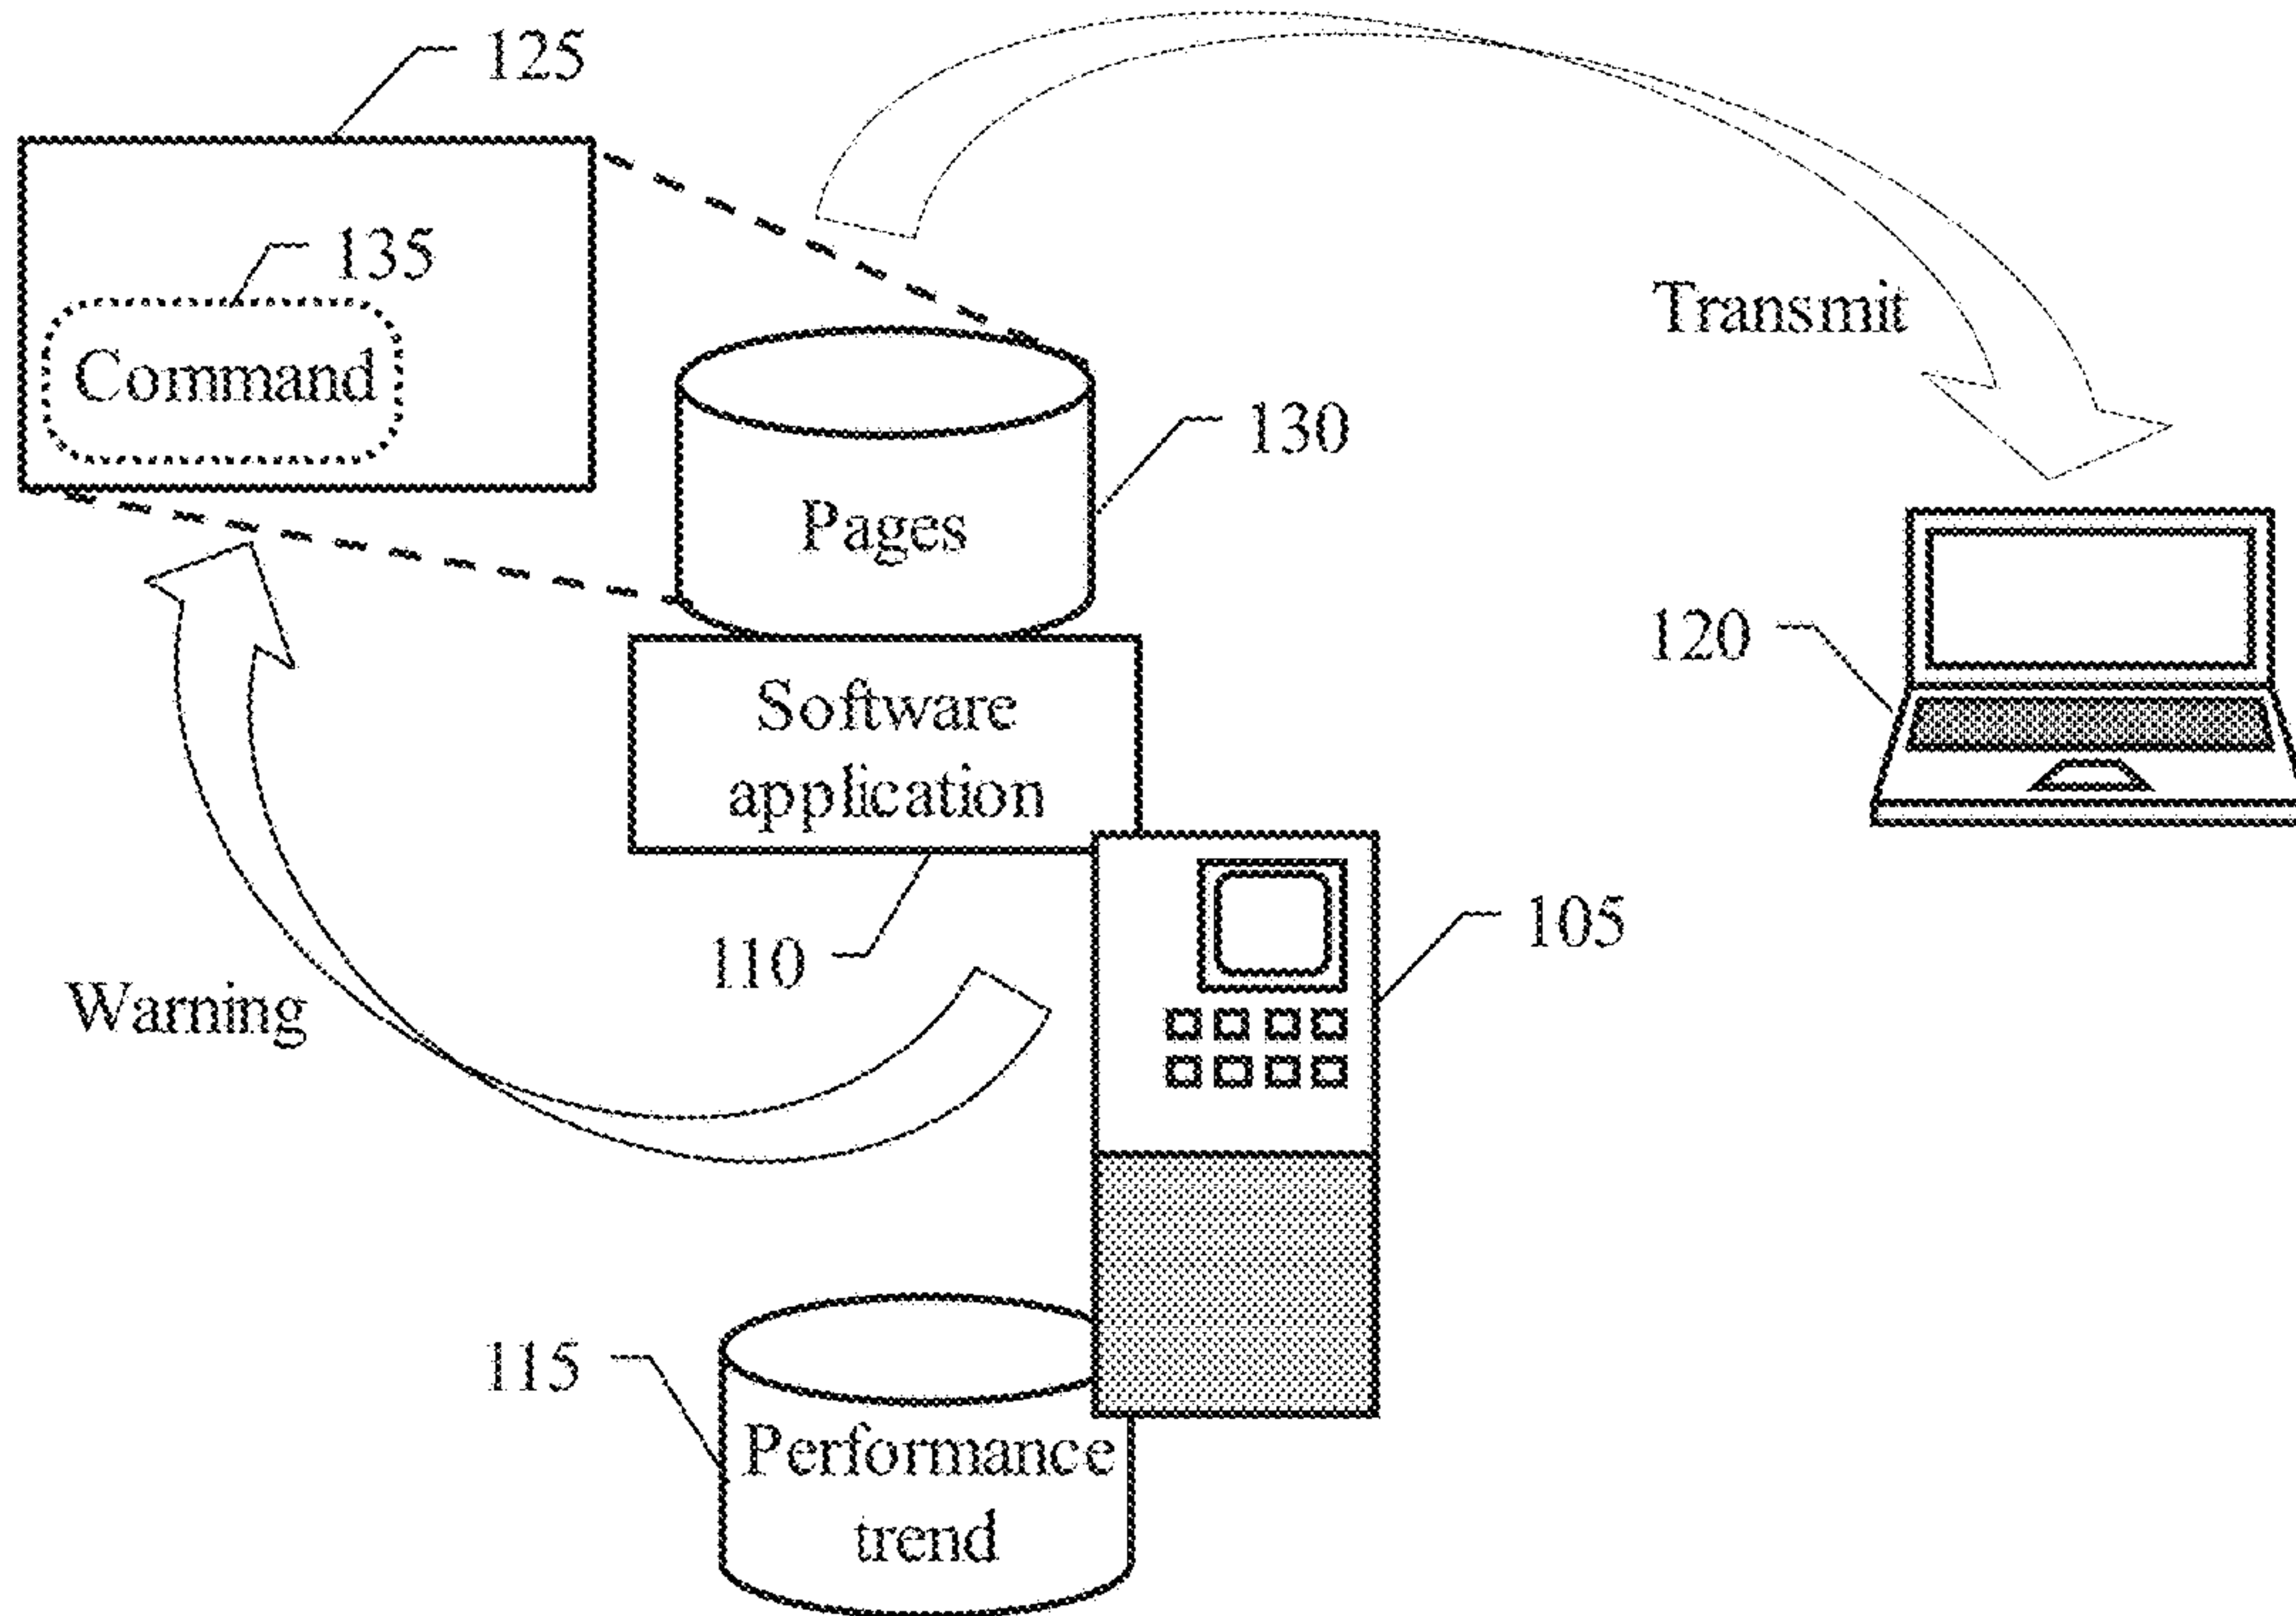 125
135
Command
Transmit
130
Pages
120
Software
application
110
105
Warning
115
Performance
trend